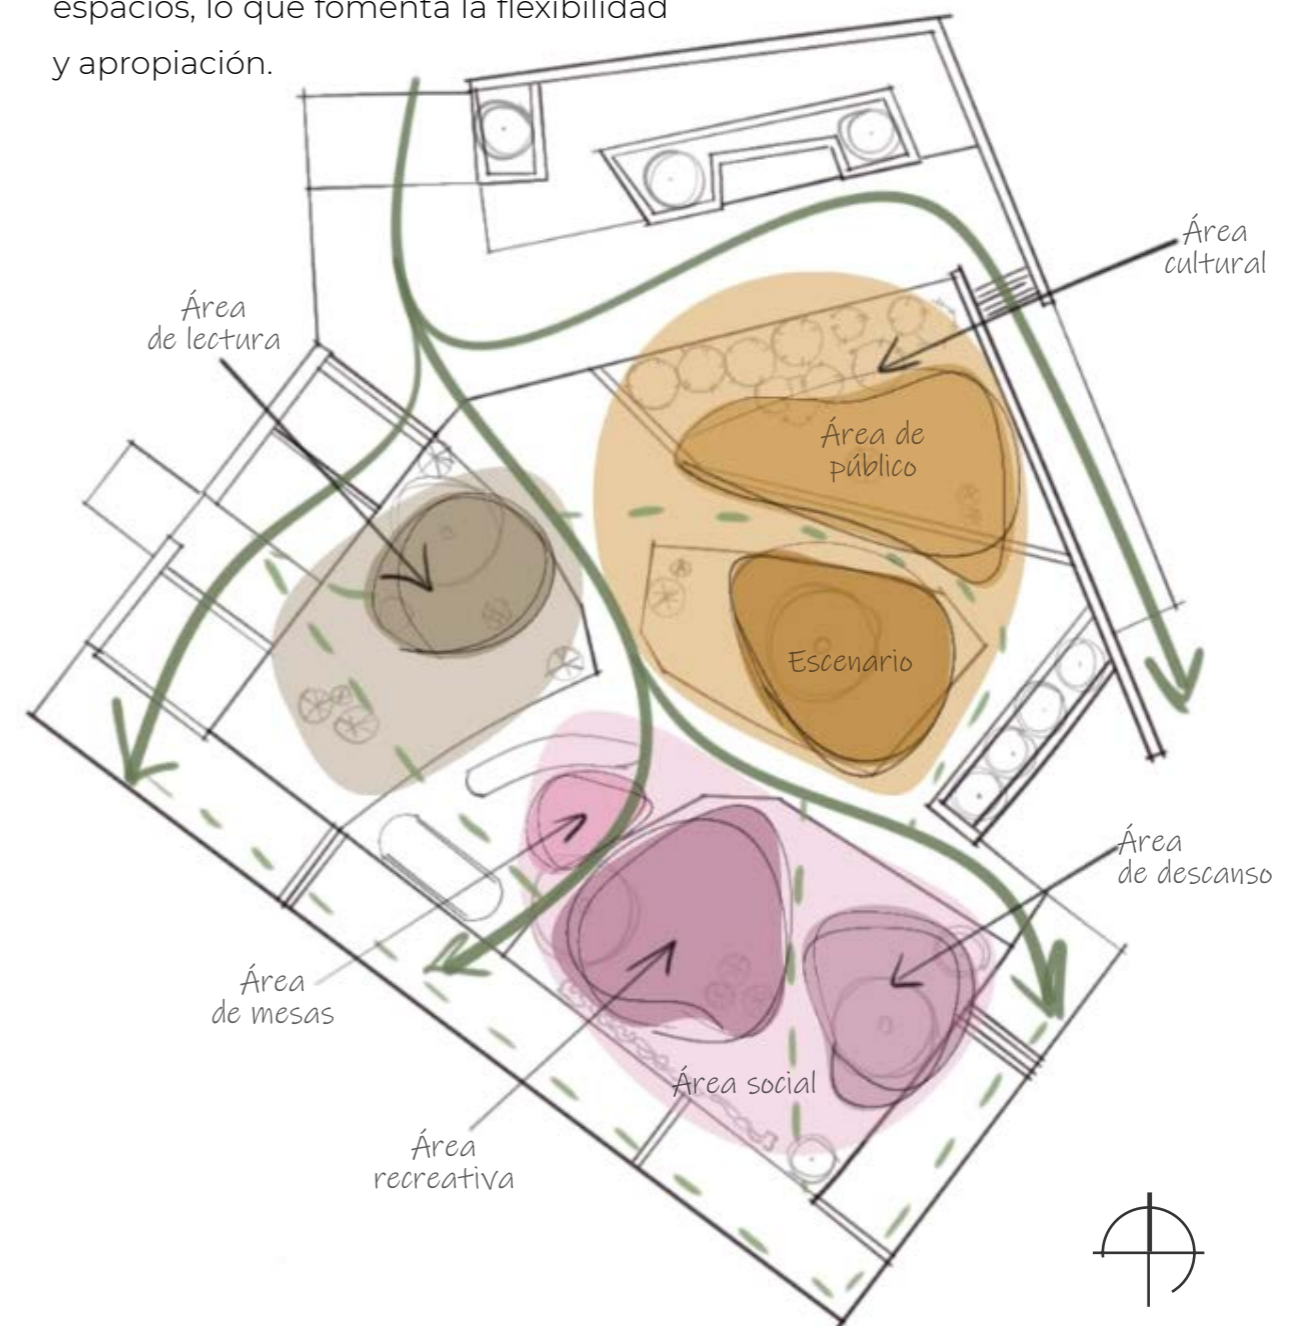 espacios, lo que fomenta la flexibilidad
y apropiación.
Área
cultural
Área
de lectura
Área de
público
Escenario
Área
de descanso
Área
de mesas
Área social
Área
recreativa